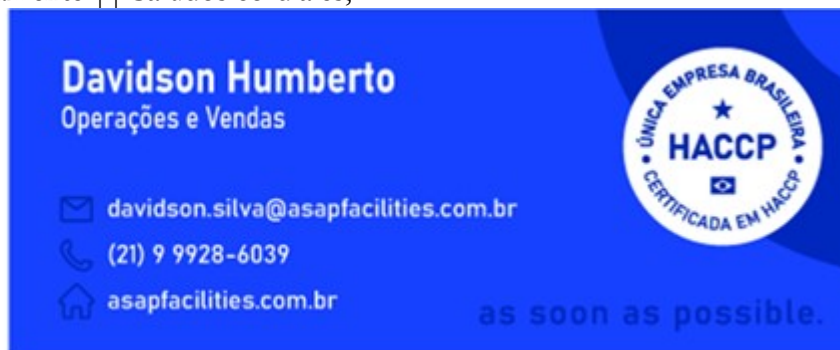 Davidson Humberto
Operações e Vendas
davidson.silva@asapfacilities.com.br
(21) 9 9928-6039
asapfacilities.com.br
• ÚNICA EMPRESA BRASILEIRA •
HACCP
CERTIFICADA EM HACCP
as soon as possible.